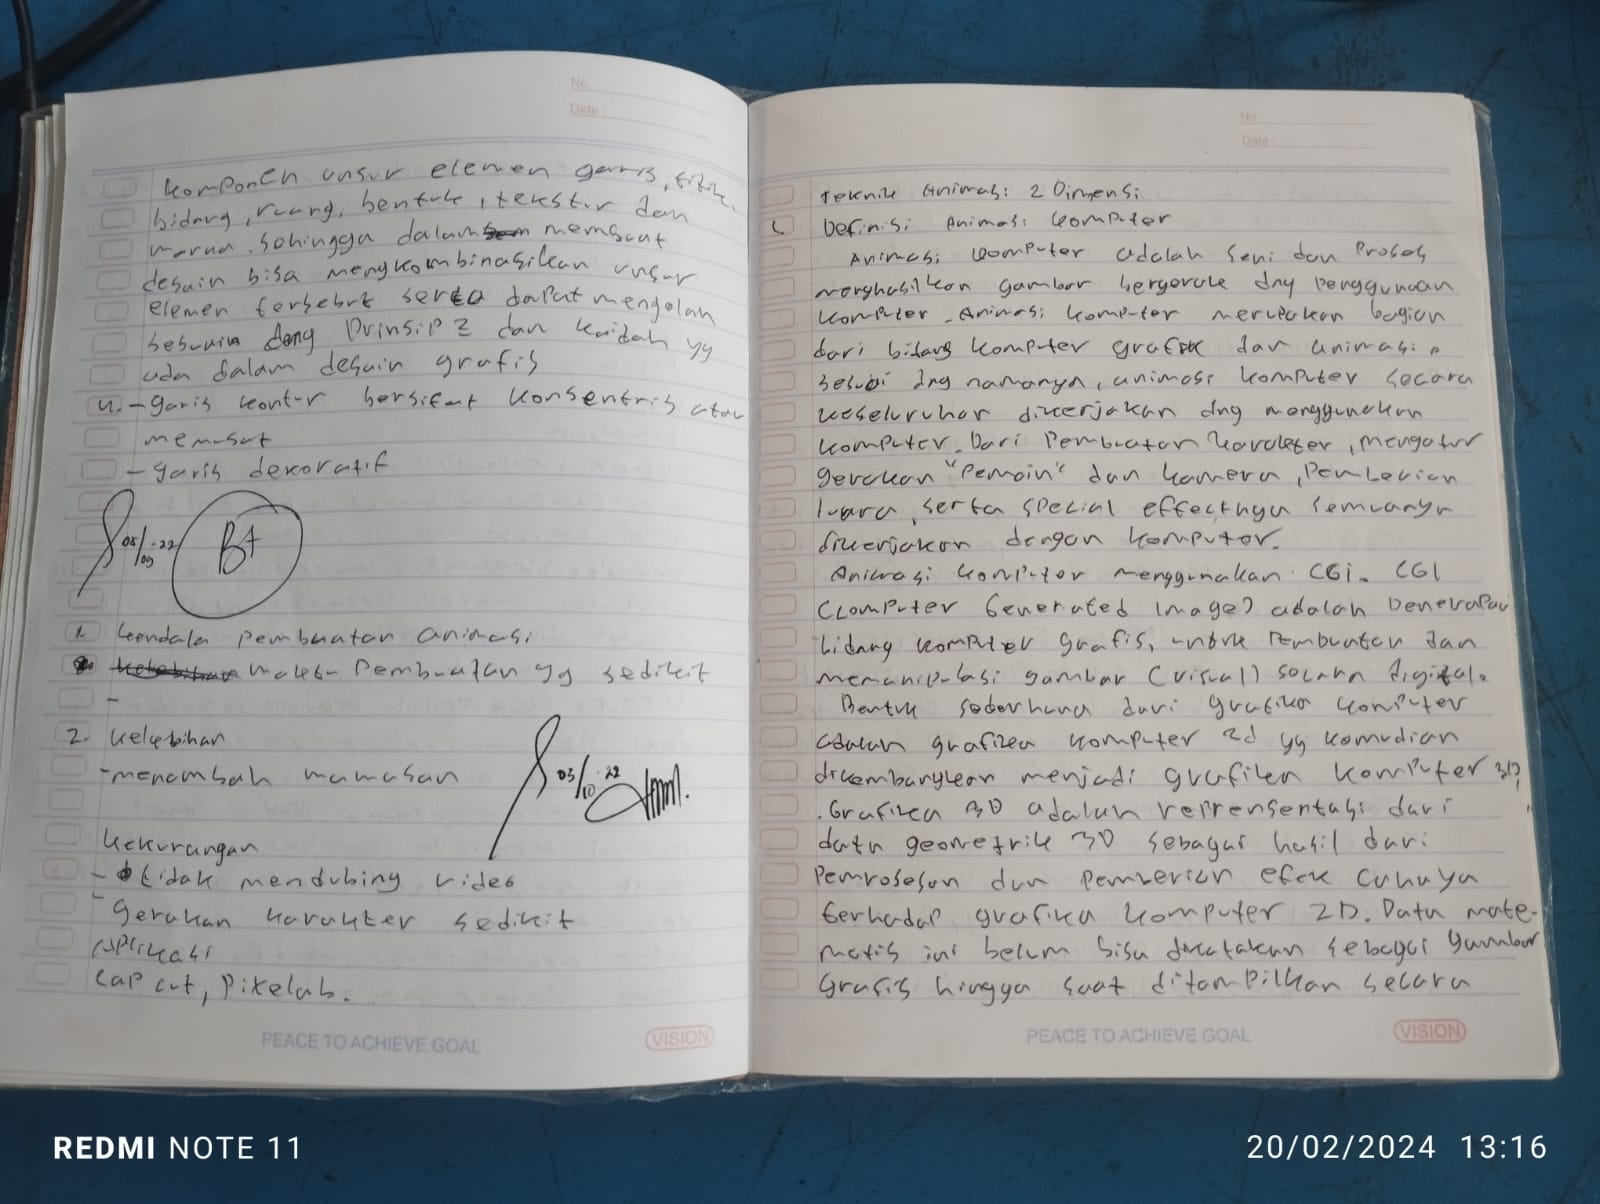 No.
Date :
komponen unsur elemen garis, titik,
bidang, ruang, bentuk, tekstur dan
warna. sehingga dalam membuat
desain bisa mengkombinasikan unsur
elemen tersebut serta dapat mengolah
sesuain deng prinsip2 dan kaidah yg
ada dalam desain grafis
4. - garis kontur bersifat konsentris atau
memusat
- garis dekoratif
05/09-22 B+
1. kendala pembuatan animasi
pembuatan yg sedikit
-
2. kelebihan
- menambah wawasan
03/10-22
kekurangan
- tidak mendubing video
- gerakan karakter sedikit
aplikasi
cap cut, pixelab.
PEACE TO ACHIEVE GOAL
VISION
No
Date :
teknik animasi 2 Dimensi
Definisi Animasi komputer
Animasi komputer adalah seni dan proses
menghasilkan gambar bergerak dng penggunaan
komputer. Animasi komputer merupakan bagian
dari bidang komputer grafik dan animasi.
sesuai dng namanya, animasi komputer secara
keseluruhan dikerjakan dng menggunakan
komputer. Dari pembuatan karakter, mengatur
gerakan "pemain" dan kamera, pemberian
suara, serta special effectnya semuanya
dikerjakan dengan komputer.
Animasi komputer menggunakan CGi. CGI
(Computer Generated Image) adalah penerapan
bidang komputer grafis, untuk pembuatan dan
memanipulasi gambar (visual) secara digital.
Bentuk sederhana dari grafika komputer
adalah grafika komputer 2d yg kemudian
dikembangkan menjadi grafika komputer 3D,
. Grafika 3D adalah representasi dari
data geometrik 3D sebagai hasil dari
pemrosesan dan pemberian efek cahaya
terhadap grafika komputer 2D. Data mate-
matis ini belum bisa dikatakan sebagai gambar
grafis hingga saat ditampilkan secara
PEACE TO ACHIEVE GOAL
VISION
REDMI NOTE 11
20/02/2024 13:16